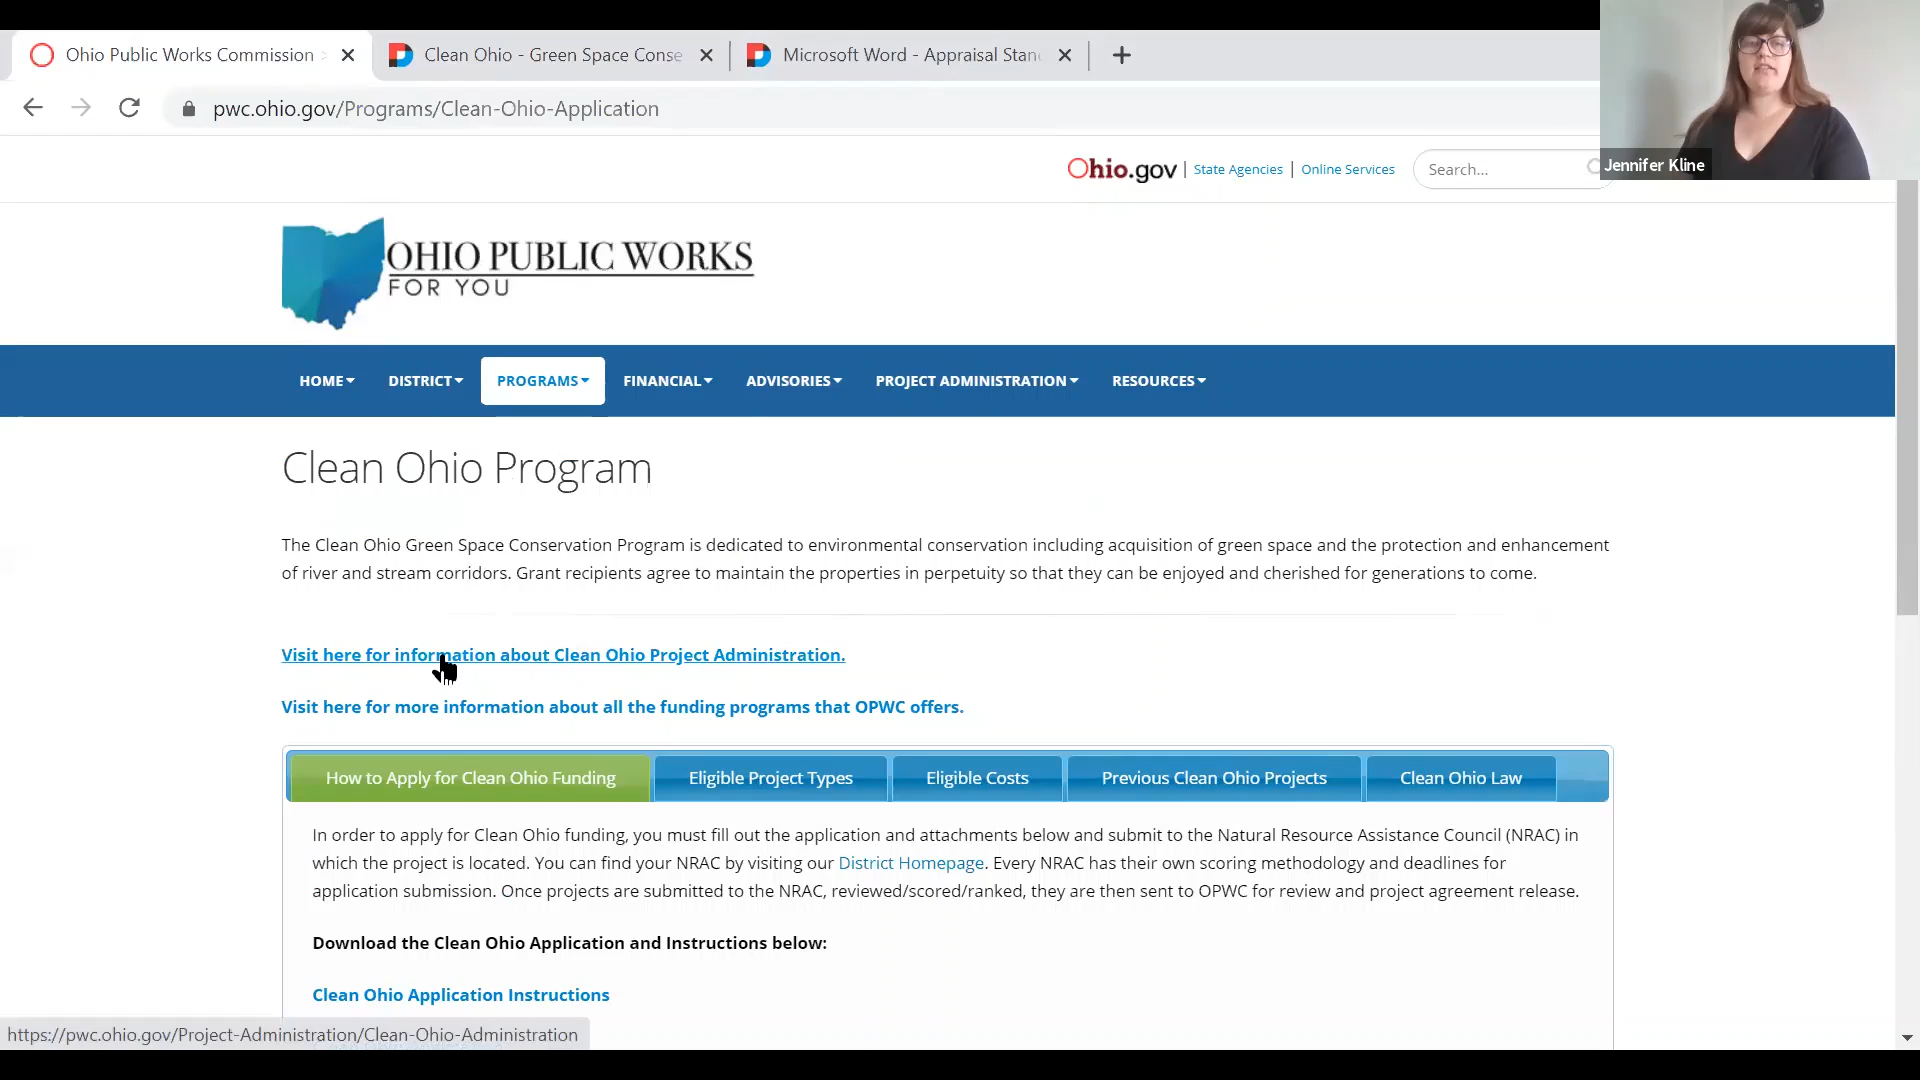 Ohio Public Works Commission
Clean Ohio - Green Space Conse
Microsoft Word - Appraisal Stan
pwc.ohio.gov/Programs/Clean-Ohio-Application
Jennifer Kline
Ohio.gov | State Agencies | Online Services
Search...
OHIO PUBLIC WORKS
FOR YOU
HOME DISTRICT PROGRAMS FINANCIAL ADVISORIES PROJECT ADMINISTRATION RESOURCES
Clean Ohio Program
The Clean Ohio Green Space Conservation Program is dedicated to environmental conservation including acquisition of green space and the protection and enhancement
of river and stream corridors. Grant recipients agree to maintain the properties in perpetuity so that they can be enjoyed and cherished for generations to come.
Visit here for information about Clean Ohio Project Administration.
Visit here for more information about all the funding programs that OPWC offers.
How to Apply for Clean Ohio Funding Eligible Project Types Eligible Costs Previous Clean Ohio Projects Clean Ohio Law
In order to apply for Clean Ohio funding, you must fill out the application and attachments below and submit to the Natural Resource Assistance Council (NRAC) in
which the project is located. You can find your NRAC by visiting our District Homepage. Every NRAC has their own scoring methodology and deadlines for
application submission. Once projects are submitted to the NRAC, reviewed/scored/ranked, they are then sent to OPWC for review and project agreement release.
Download the Clean Ohio Application and Instructions below:
Clean Ohio Application Instructions
https://pwc.ohio.gov/Project-Administration/Clean-Ohio-Administration